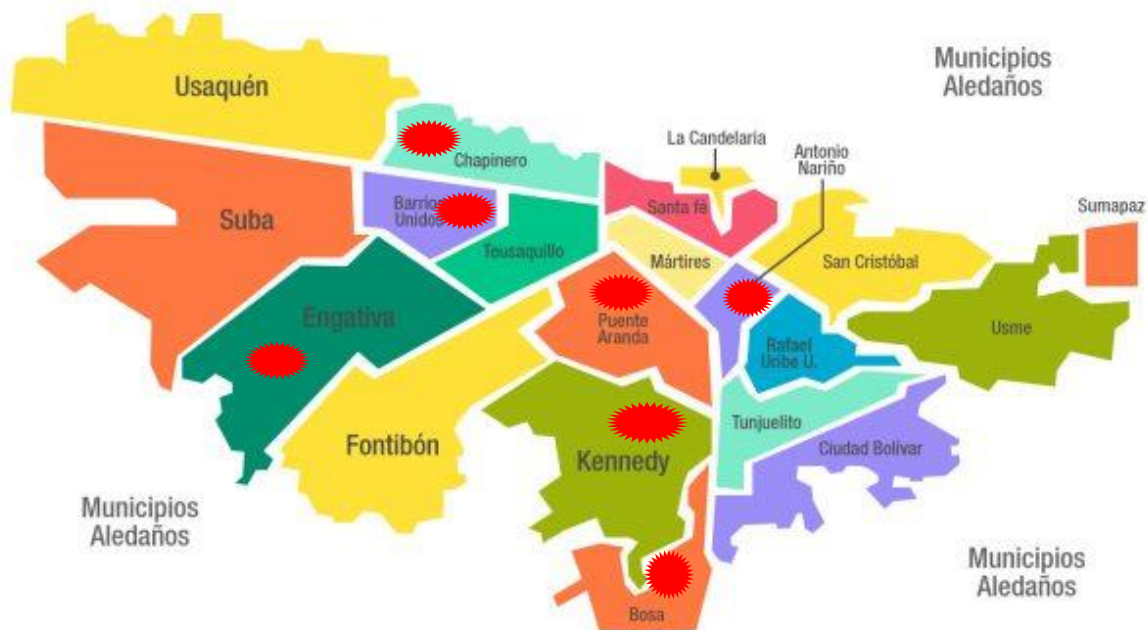 Municipios
Aledaños
Usaquén
La Candelaria
Antonio
Nariño
Chapinero
Suba
Barrios
Unidos
Santa fé
Sumapaz
Teusaquillo
Mártires
San Cristóbal
Engativa
Puente
Aranda
Usme
Rafael
Uribe U.
Tunjuelito
Fontibón
Kennedy
Ciudad Bolívar
Municipios
Aledaños
Municipios
Aledaños
Bosa